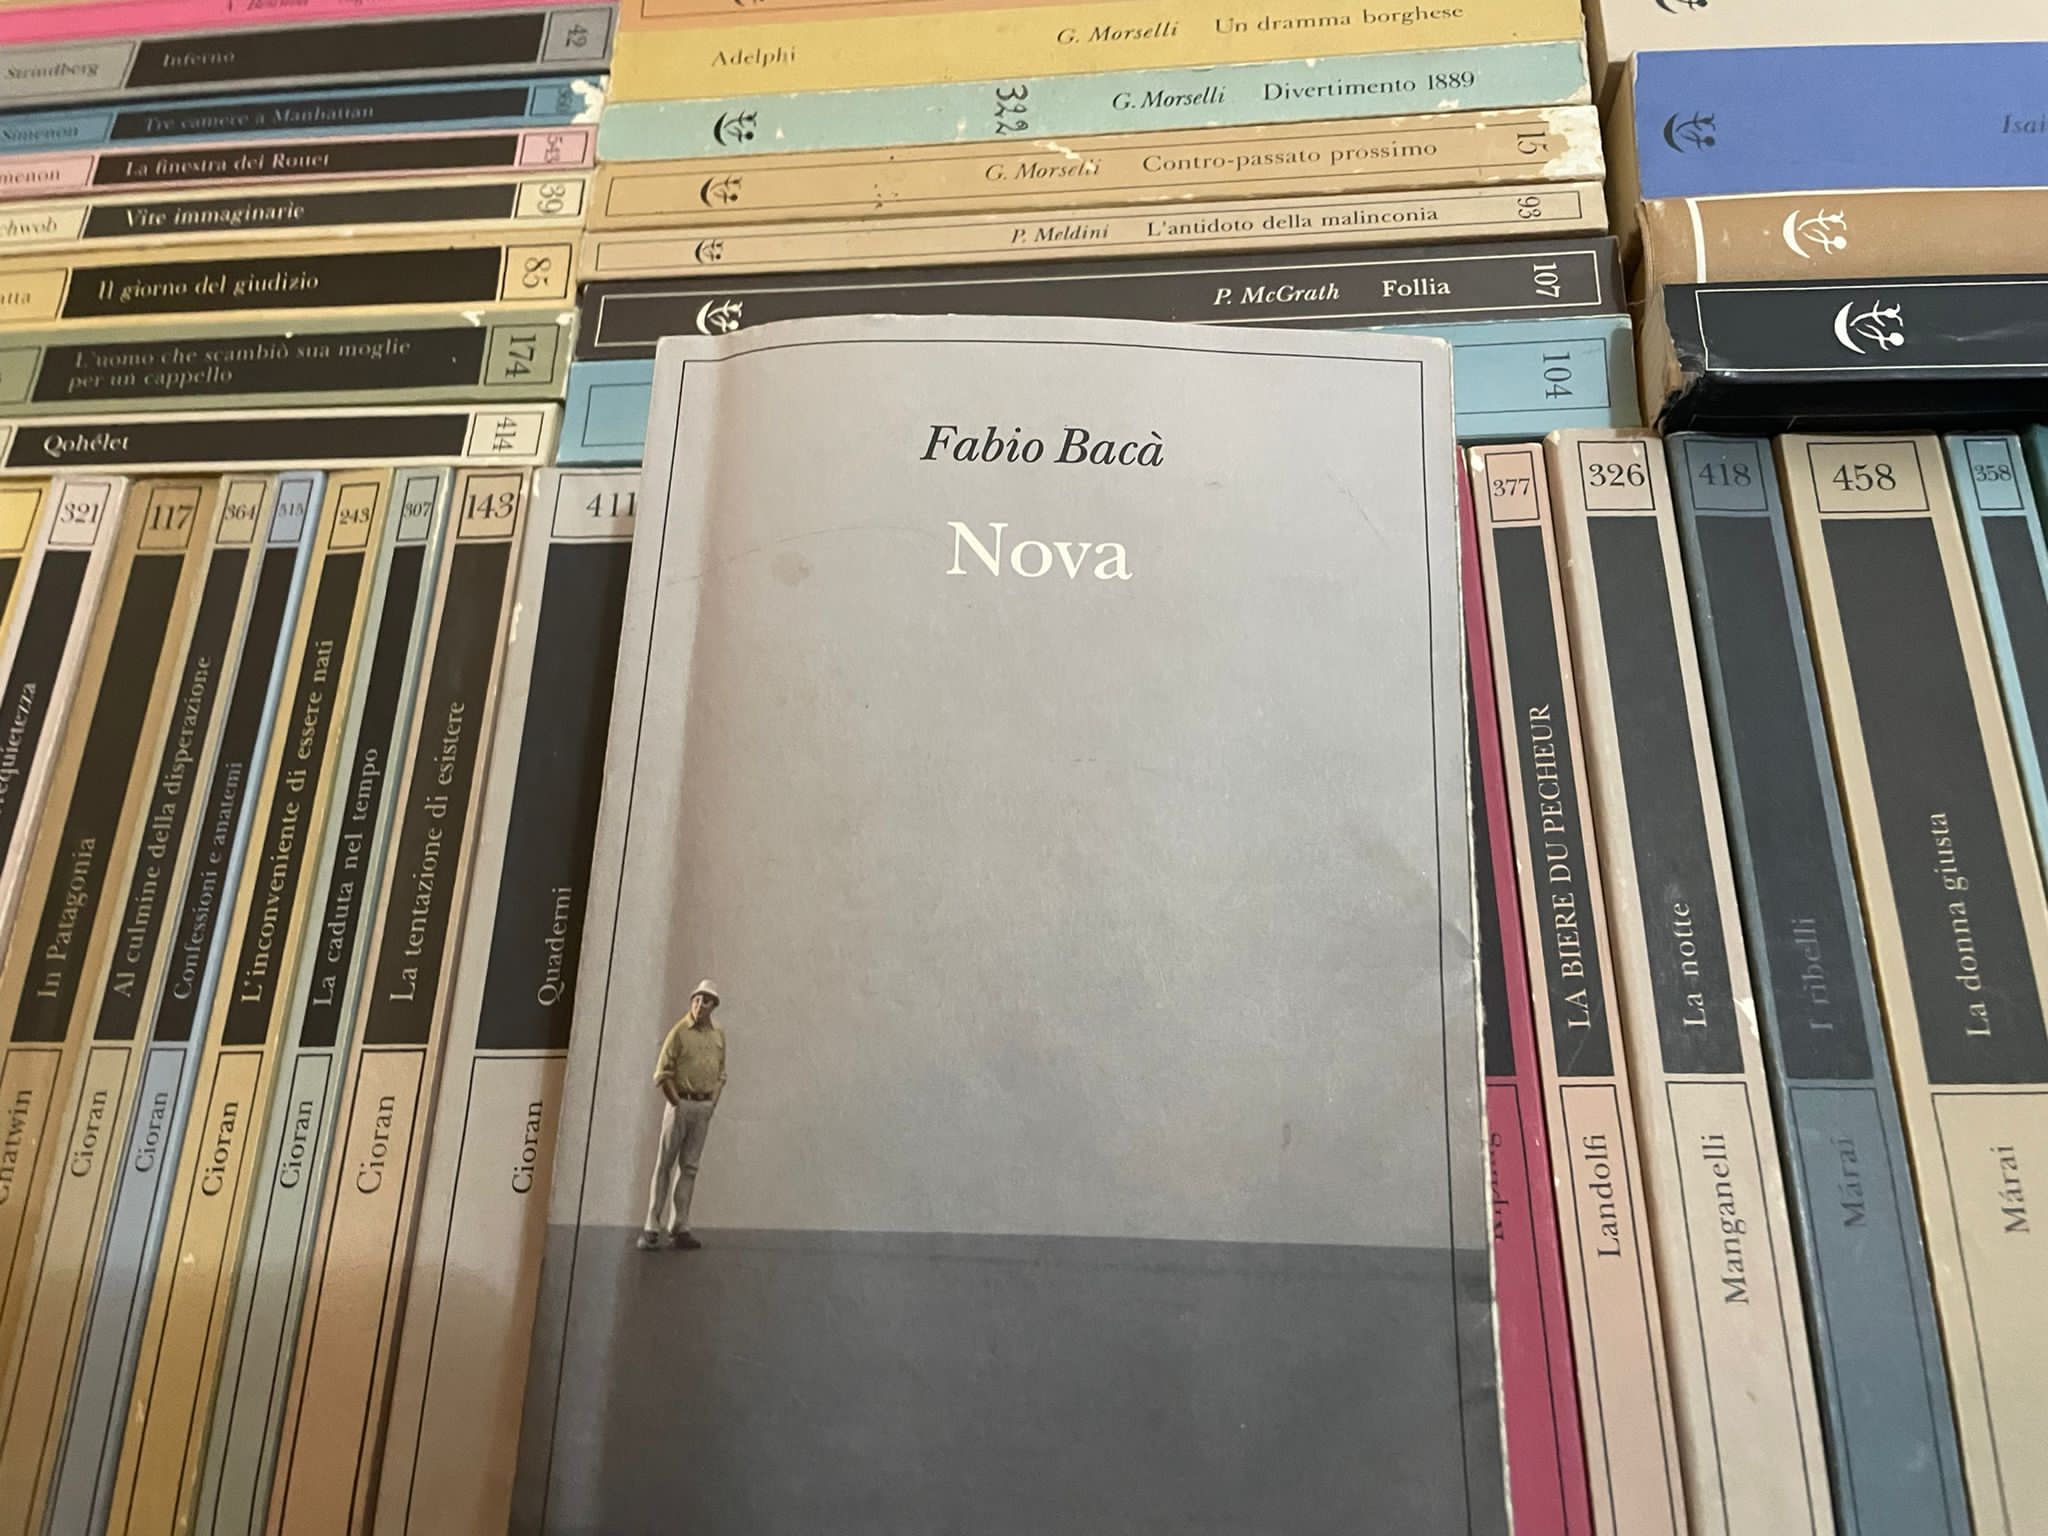 Strindberg Inferno 42
Simenon Tre camere a Manhattan
La finestra dei Rouet 543
Vite immaginarie 39
Il giorno del giudizio 85
L'uomo che scambiò sua moglie
per un cappello 174
Qohélet 414
Adelphi G. Morselli Un dramma borghese
322 G. Morselli Divertimento 1889
G. Morselli Contro-passato prossimo 15
P. Meldini L'antidoto della malinconia 93
P. McGrath Follia 107
104
Fabio Bacà
Nova
321 In Patagonia Chatwin
117 Al culmine della disperazione Cioran
364 Confessioni e anatemi Cioran
315
243 L'inconveniente di essere nati Cioran
307 La caduta nel tempo Cioran
143 La tentazione di esistere Cioran
411 Quaderni Cioran
Kipling
377 LA BIERE DU PECHEUR Landolfi
326 La notte Manganelli
418 I ribelli Márai
458 La donna giusta Márai
358